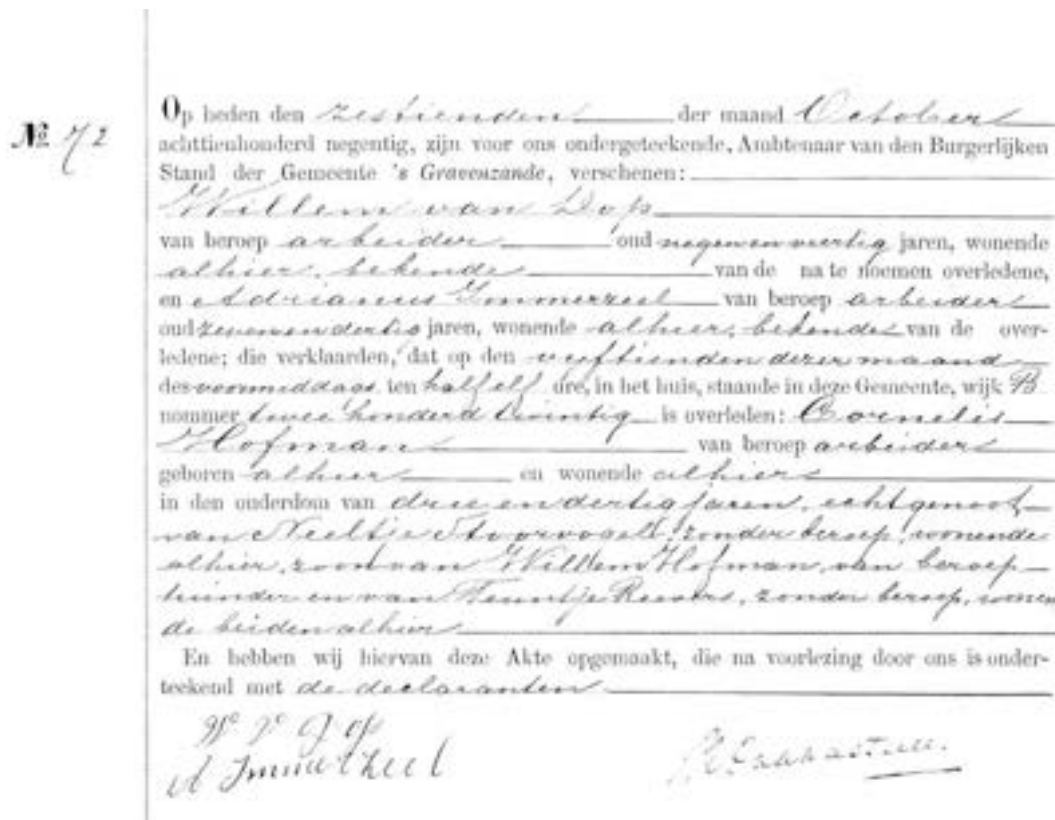 № 72
Op heden den zestienden der maand October
achttienhonderd negentig, zijn voor ons ondergeteekende, Ambtenaar van den Burgerlijken
Stand der Gemeente 's Gravenzande, verschenen:
Willem van Dop
van beroep arbeider oud negenenveertig jaren, wonende
alhier, bekende van de na te noemen overledene,
en Adrianus Immerzeel van beroep arbeider
oud zevenendertig jaren, wonende alhier, bekende van de over-
ledene; die verklaarden, dat op den vijftienden dezer maand
des voormiddags ten half elf ure, in het huis, staande in deze Gemeente, wijk B
nommer twee honderd twintig is overleden: Cornelis
Hofman van beroep arbeider
geboren alhier en wonende alhier
in den ouderdom van drie en dertig jaren, echtgenoot
van Neeltje Stoorvogel, zonder beroep, wonende
alhier, zoon van Willem Hofman, van beroep
tuinder en van Teuntje Reevers, zonder beroep, wonen
de beiden alhier
En hebben wij hiervan deze Akte opgemaakt, die na voorlezing door ons is onder-
teekend met de declaranten
W v Dop
A Immerzeel